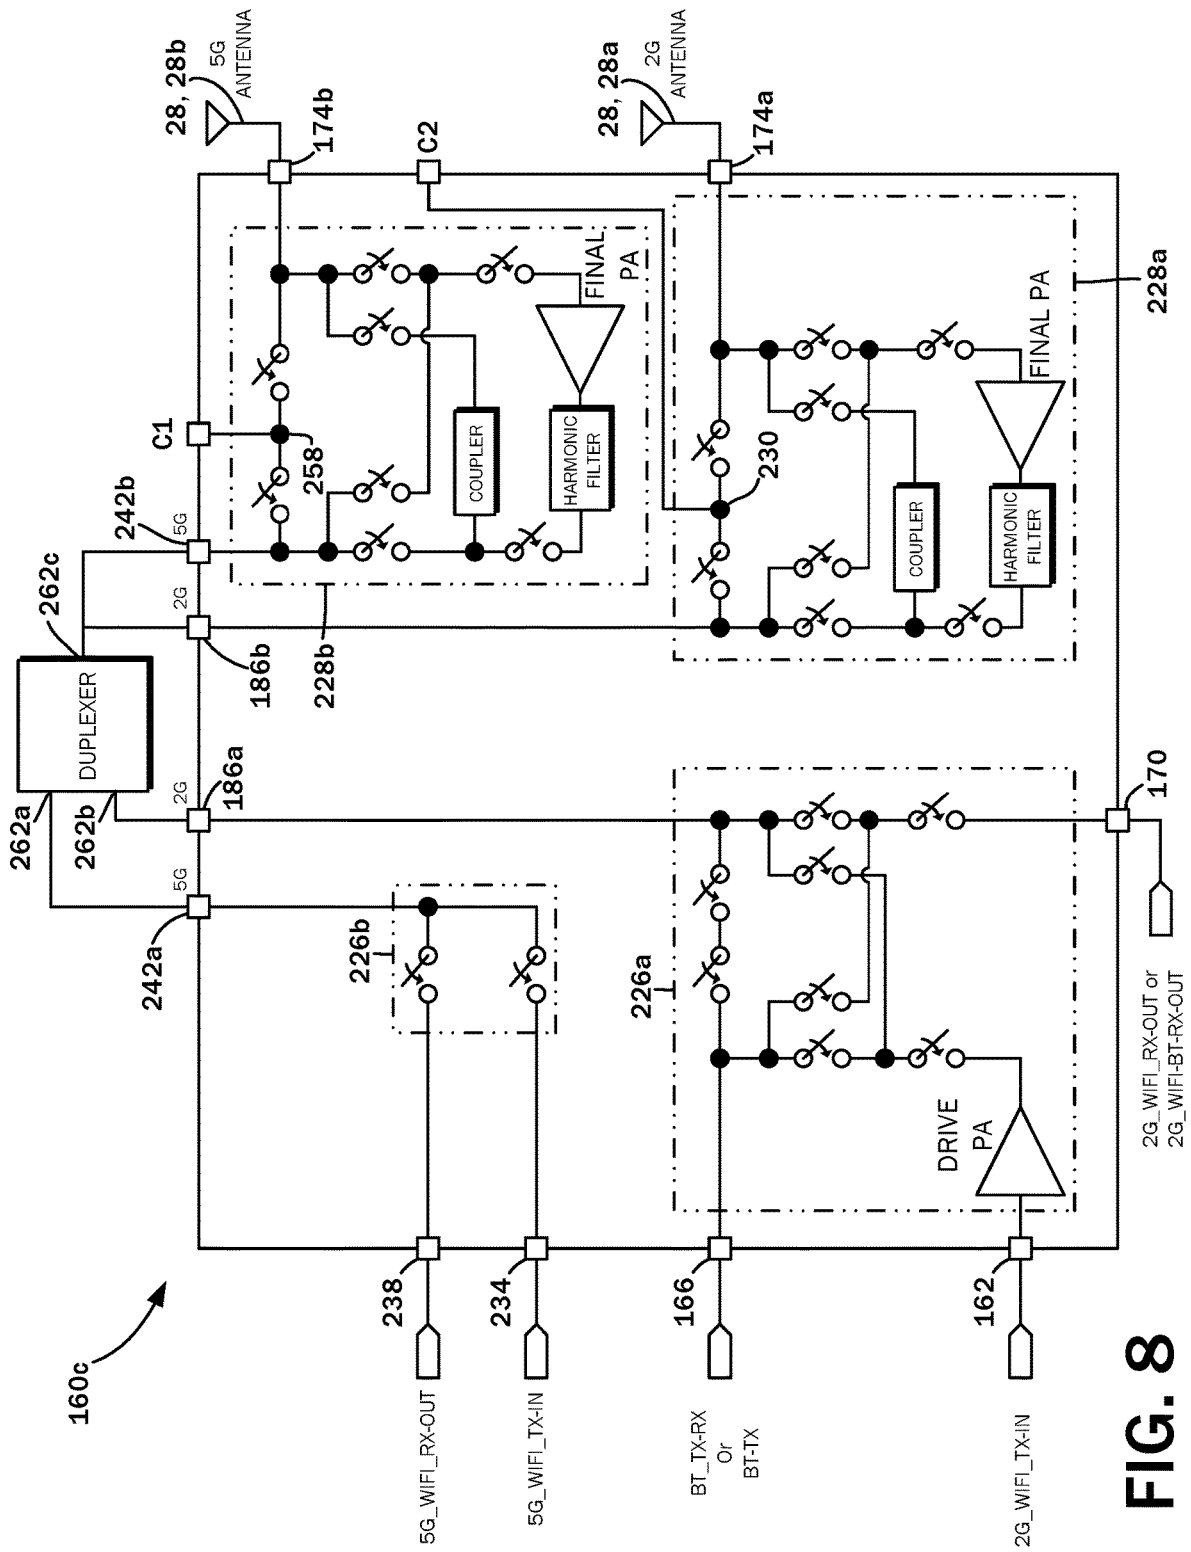 FIG. 8
160c
28, 28b
5G
ANTENNA
28, 28a
2G
ANTENNA
174b
C2
174a
C1
258
242b
5G
262c
2G
186b
228b
DUPLEXER
262a
262b
186a
2G
5G
242a
FINAL
PA
COUPLER
HARMONIC
FILTER
228a
FINAL PA
230
COUPLER
HARMONIC
FILTER
226b
226a
170
DRIVE
PA
2G_WIFI_RX-OUT or
2G_WIFI-BT-RX-OUT
238
234
166
162
5G_WIFI_RX-OUT
5G_WIFI_TX-IN
BT_TX-RX
Or
BT-TX
2G_WIFI_TX-IN